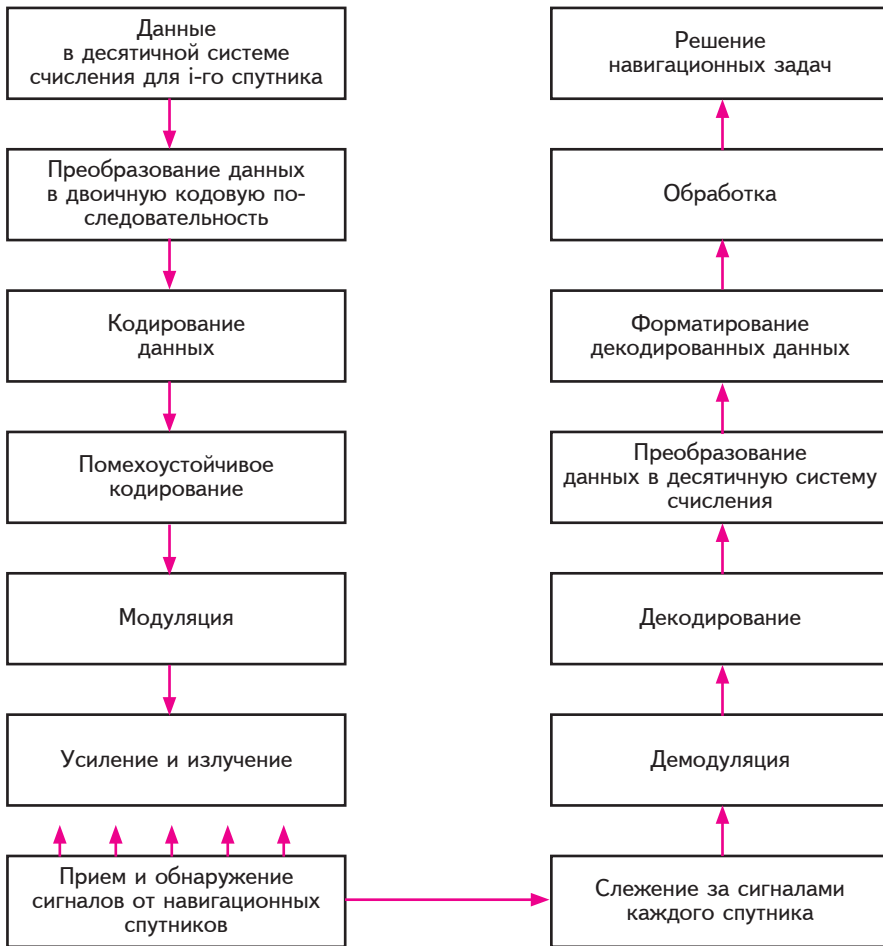 Данные
в десятичной системе
счисления для i-го спутника
Преобразование данных
в двоичную кодовую по-
следовательность
Кодирование
данных
Помехоустойчивое
кодирование
Модуляция
Усиление и излучение
Прием и обнаружение
сигналов от навигационных
спутников
Решение
навигационных задач
Обработка
Форматирование
декодированных данных
Преобразование
данных в десятичную систему
счисления
Декодирование
Демодуляция
Слежение за сигналами
каждого спутника